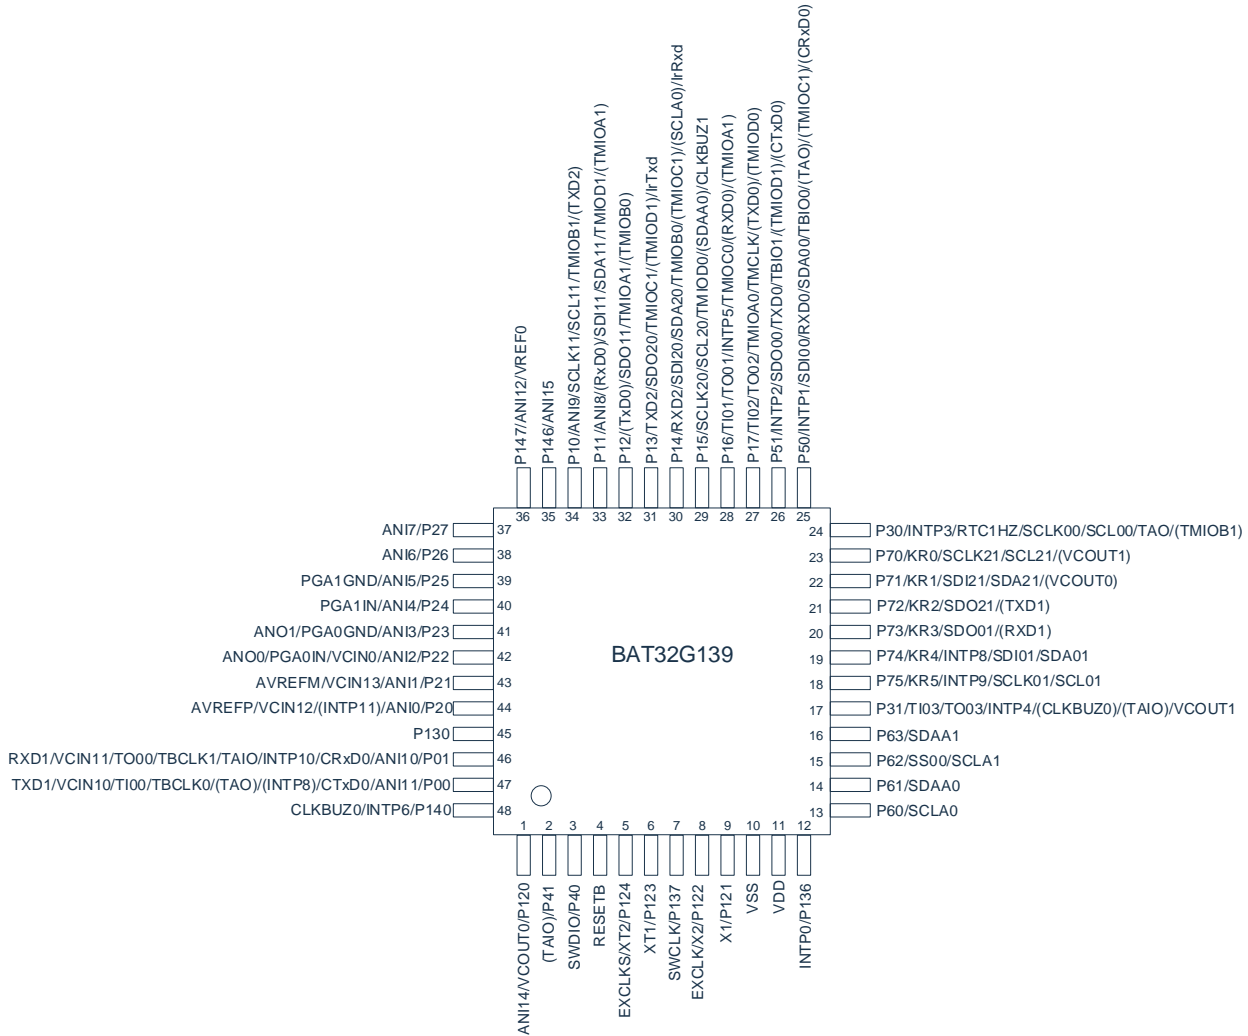 P147/ANI12/VREF0
P146/ANI15
P10/ANI9/SCLK11/SCL11/TMIOB1/(TXD2)
P11/ANI8/(RxD0)/SDI11/SDA11/TMIOD1/(TMIOA1)
P12/(TxD0)/SDO11/TMIOA1/(TMIOB0)
P13/TXD2/SDO20/TMIOC1/(TMIOD1)/IrTxd
P14/RXD2/SDI20/SDA20/TMIOB0/(TMIOC1)/(SCLA0)/IrRxd
P15/SCLK20/SCL20/TMIOD0/(SDAA0)/CLKBUZ1
P16/TI01/TO01/INTP5/TMIOC0/(RXD0)/(TMIOA1)
P17/TI02/TO02/TMIOA0/TMCLK/(TXD0)/(TMIOD0)
P51/INTP2/SDO00/TXD0/TBIO1/(TMIOD1)/(CTxD0)
P50/INTP1/SDI00/RXD0/SDA00/TBIO0/(TAO)/(TMIOC1)/(CRxD0)
36 35 34 33 32 31 30 29 28 27 26 25
ANI7/P27 37
ANI6/P26 38
PGA1GND/ANI5/P25 39
PGA1IN/ANI4/P24 40
ANO1/PGA0GND/ANI3/P23 41
ANO0/PGA0IN/VCIN0/ANI2/P22 42
AVREFM/VCIN13/ANI1/P21 43
AVREFP/VCIN12/(INTP11)/ANI0/P20 44
P130 45
RXD1/VCIN11/TO00/TBCLK1/TAIO/INTP10/CRxD0/ANI10/P01 46
TXD1/VCIN10/TI00/TBCLK0/(TAO)/(INTP8)/CTxD0/ANI11/P00 47
CLKBUZ0/INTP6/P140 48
BAT32G139
24 P30/INTP3/RTC1HZ/SCLK00/SCL00/TAO/(TMIOB1)
23 P70/KR0/SCLK21/SCL21/(VCOUT1)
22 P71/KR1/SDI21/SDA21/(VCOUT0)
21 P72/KR2/SDO21/(TXD1)
20 P73/KR3/SDO01/(RXD1)
19 P74/KR4/INTP8/SDI01/SDA01
18 P75/KR5/INTP9/SCLK01/SCL01
17 P31/TI03/TO03/INTP4/(CLKBUZ0)/(TAIO)/VCOUT1
16 P63/SDAA1
15 P62/SS00/SCLA1
14 P61/SDAA0
13 P60/SCLA0
1 2 3 4 5 6 7 8 9 10 11 12
ANI14/VCOUT0/P120
(TAIO)/P41
SWDIO/P40
RESETB
EXCLKS/XT2/P124
XT1/P123
SWCLK/P137
EXCLK/X2/P122
X1/P121
VSS
VDD
INTP0/P136